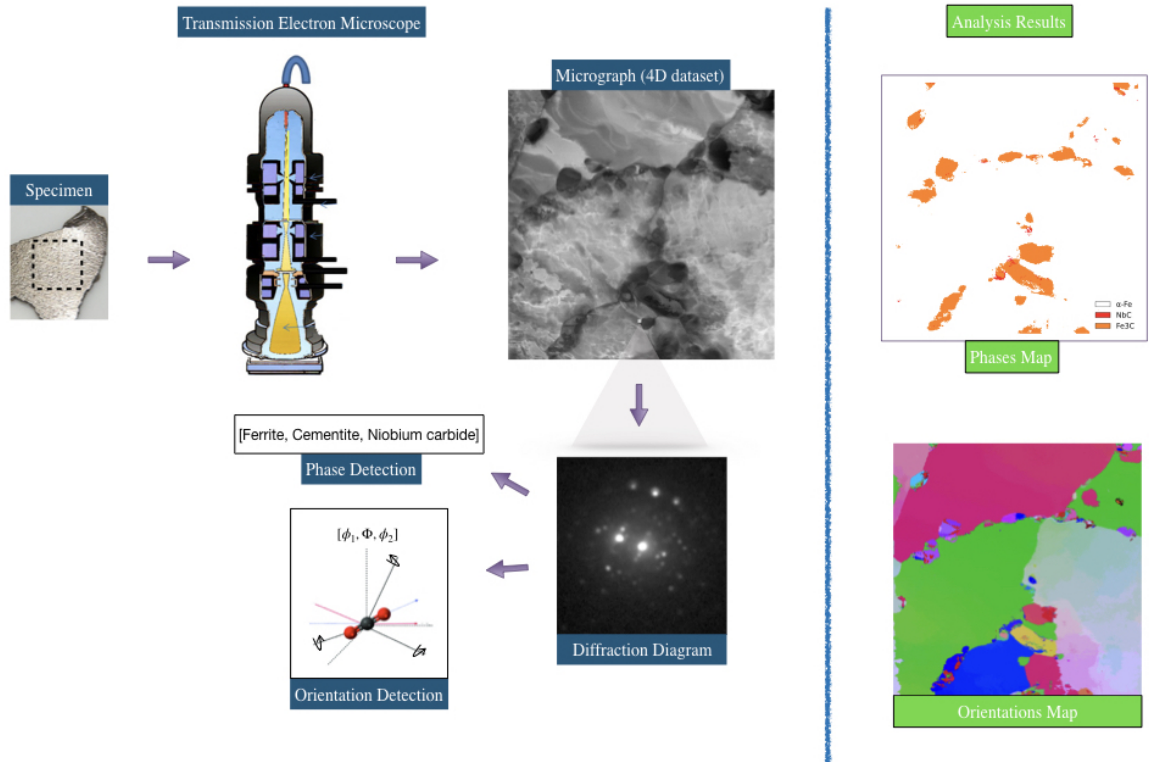 Transmission Electron Microscope
Analysis Results
Micrograph (4D dataset)
Specimen
α-Fe
NbC
Fe3C
Phases Map
[Ferrite, Cementite, Niobium carbide]
Phase Detection
[ϕ₁, Φ, ϕ₂]
Diffraction Diagram
Orientation Detection
Orientations Map